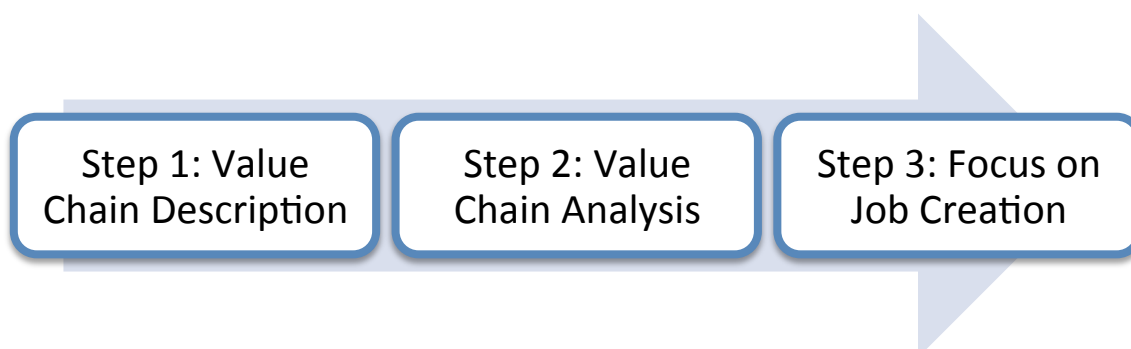 Step 1: Value
Chain Description
Step 2: Value
Chain Analysis
Step 3: Focus on
Job Creation